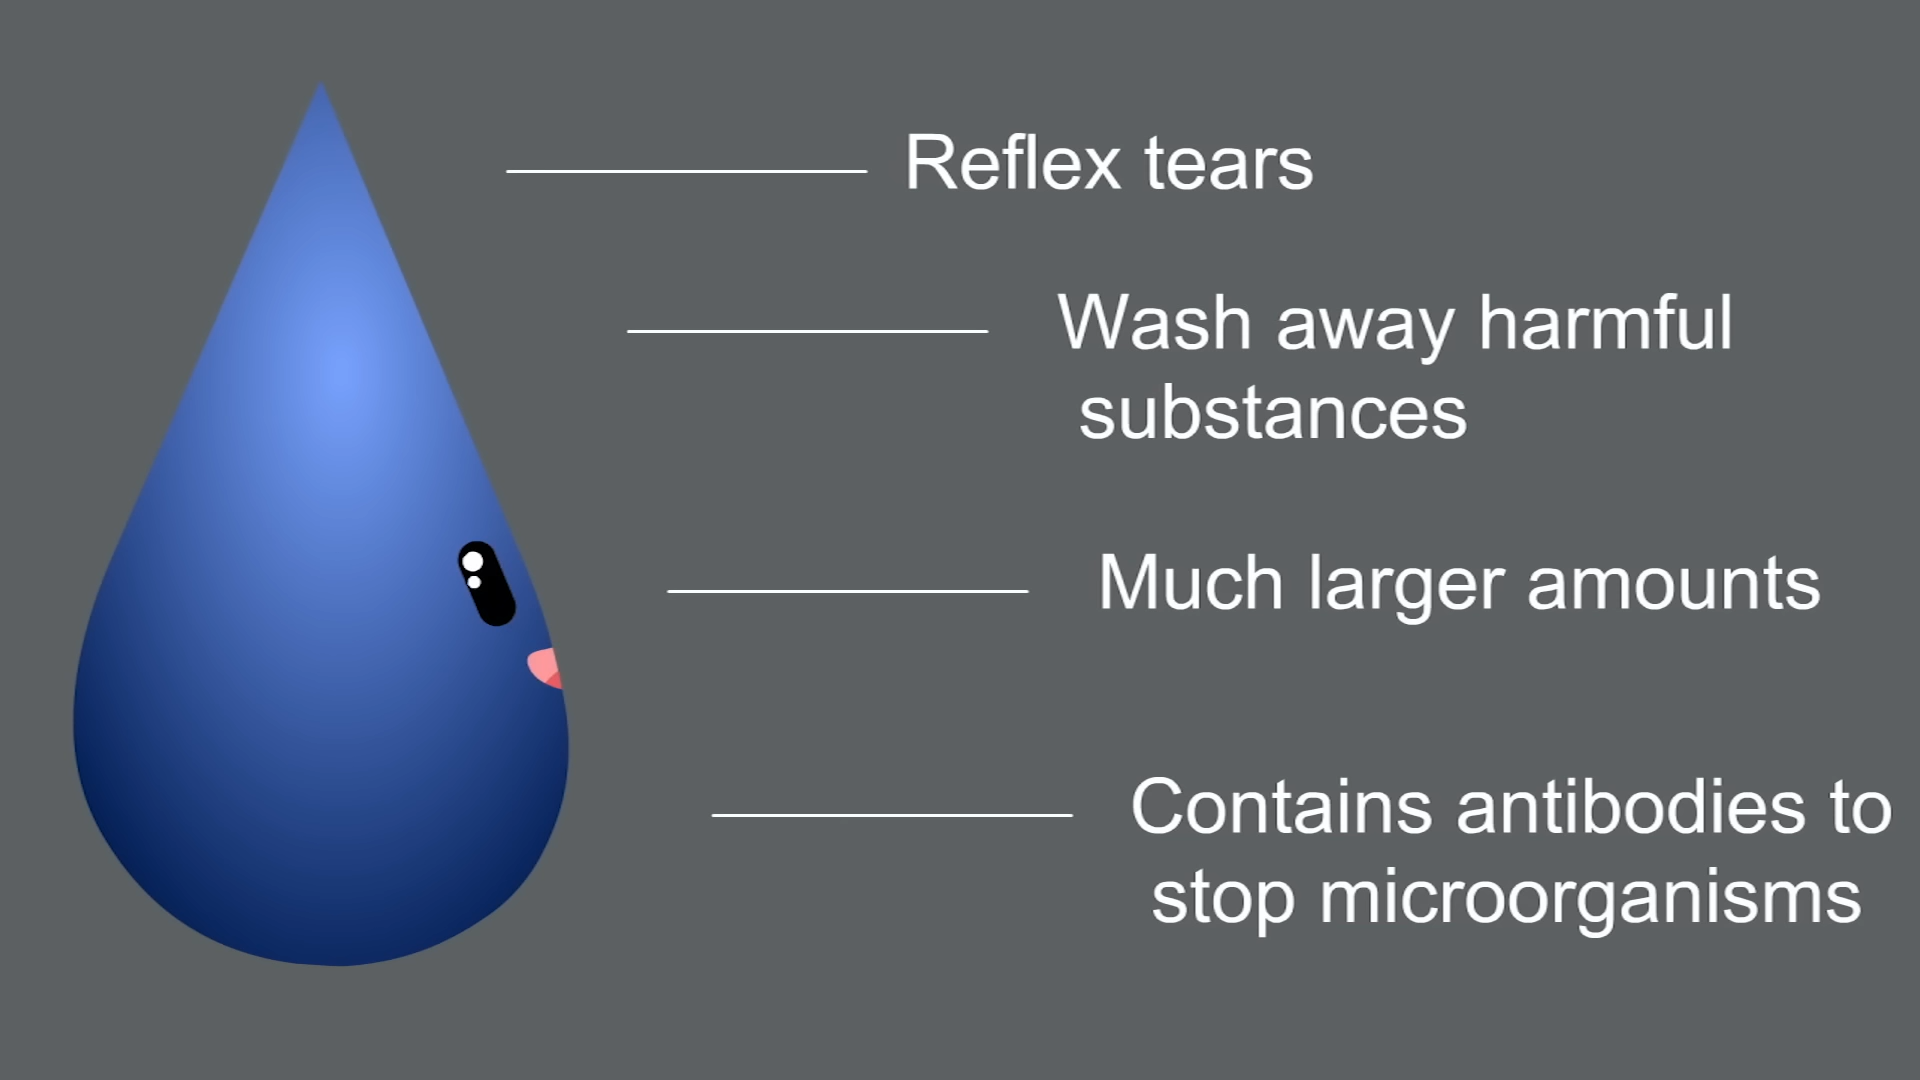 Reflex tears
Wash away harmful
substances
Much larger amounts
Contains antibodies to
stop microorganisms